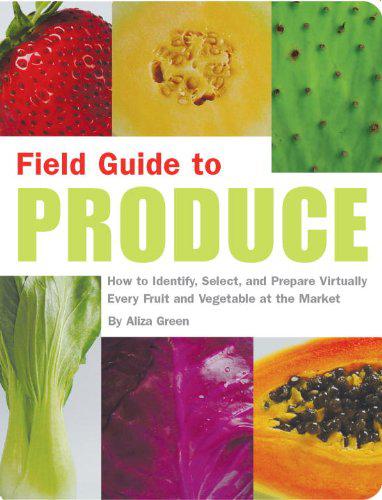 Field Guide to
PRODUCE
How to Identify, Select, and Prepare Virtually
Every Fruit and Vegetable at the Market
By Aliza Green